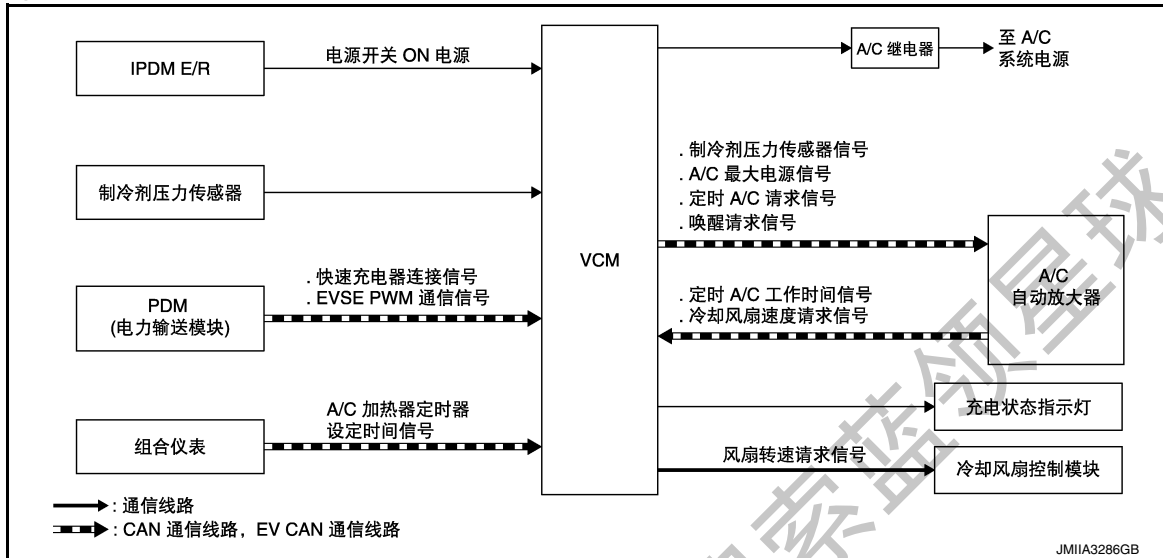 IPDM E/R
电源开关 ON 电源
A/C 继电器
至 A/C
系统电源
制冷剂压力传感器
. 制冷剂压力传感器信号
. A/C 最大电源信号
. 定时 A/C 请求信号
. 唤醒请求信号
VCM
PDM
(电力输送模块)
. 快速充电器连接信号
. EVSE PWM 通信信号
A/C
自动放大器
. 定时 A/C 工作时间信号
. 冷却风扇速度请求信号
组合仪表
A/C 加热器定时器
设定时间信号
充电状态指示灯
风扇转速请求信号
冷却风扇控制模块
: 通信线路
: CAN 通信线路，EV CAN 通信线路
JMIIA3286GB
搜索蓝领星球